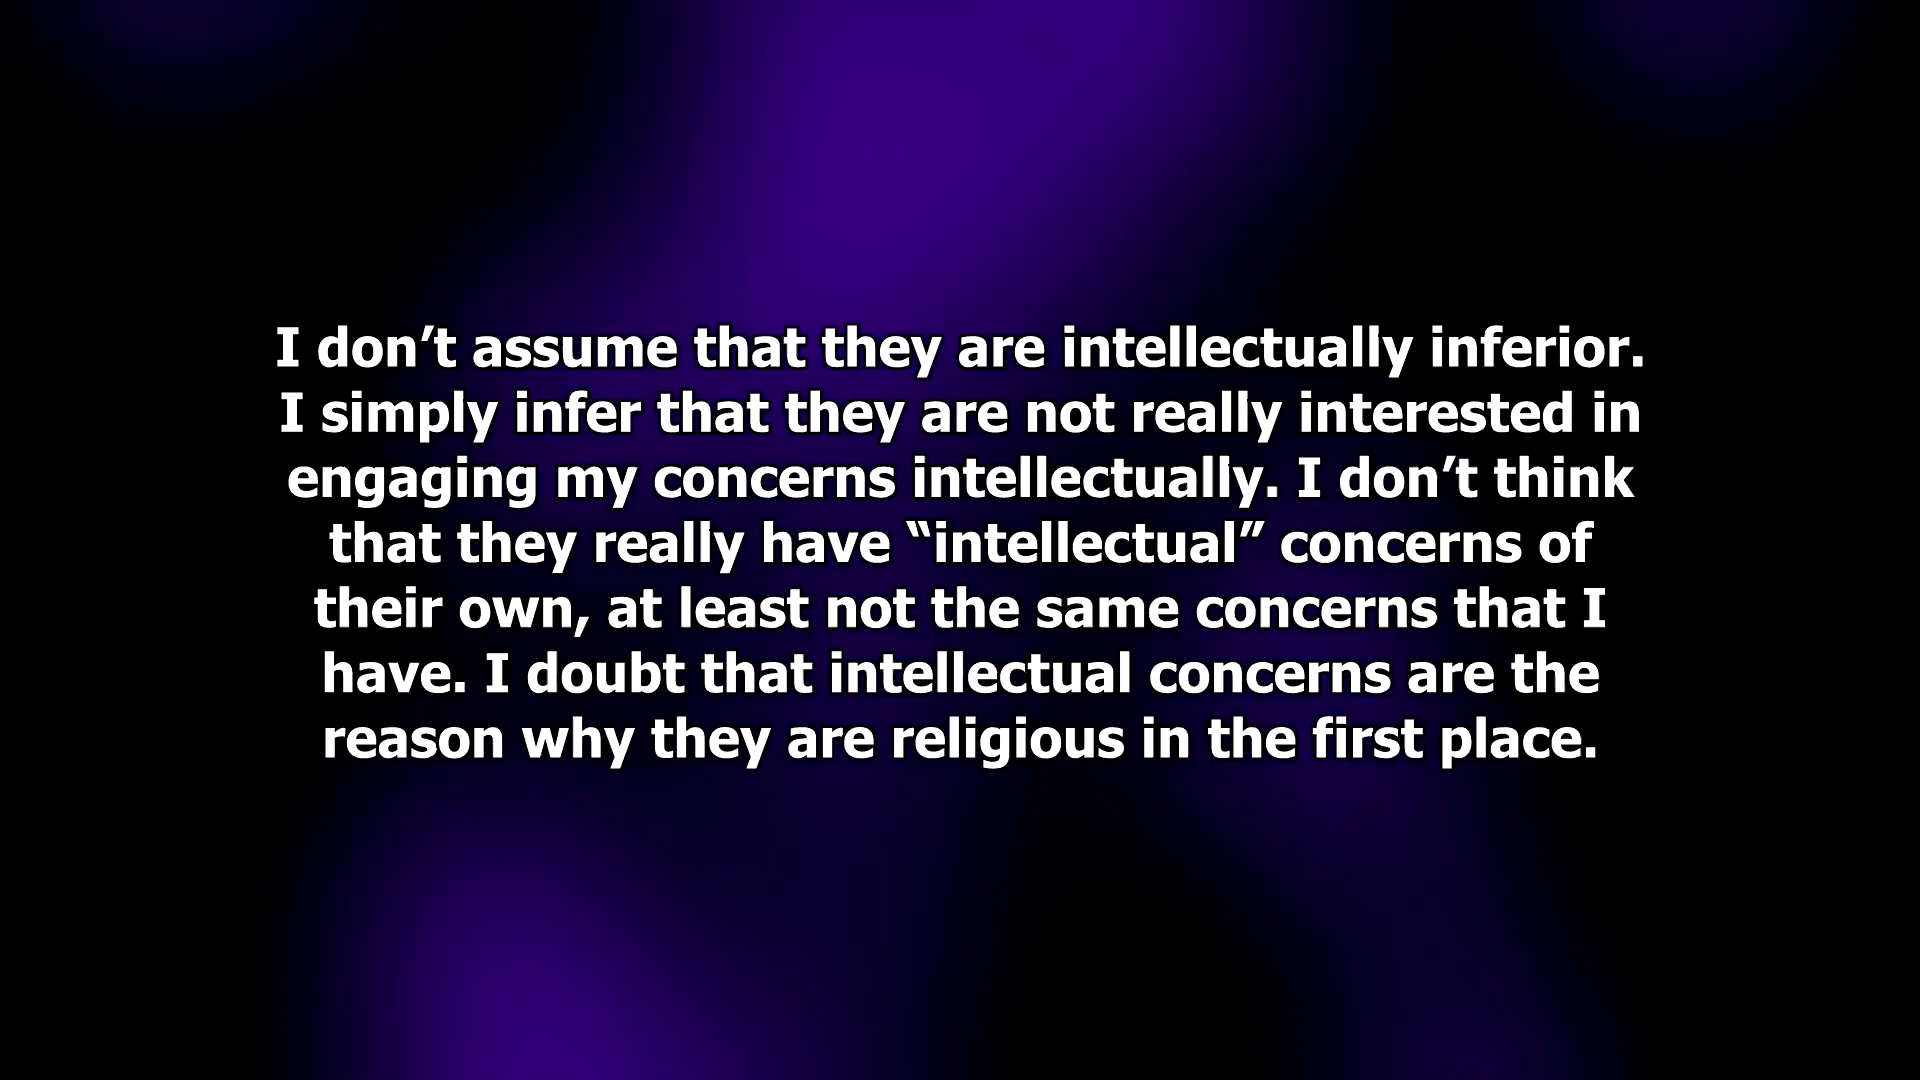 I don’t assume that they are intellectually inferior.
I simply infer that they are not really interested in
engaging my concerns intellectually. I don’t think
that they really have “intellectual” concerns of
their own, at least not the same concerns that I
have. I doubt that intellectual concerns are the
reason why they are religious in the first place.